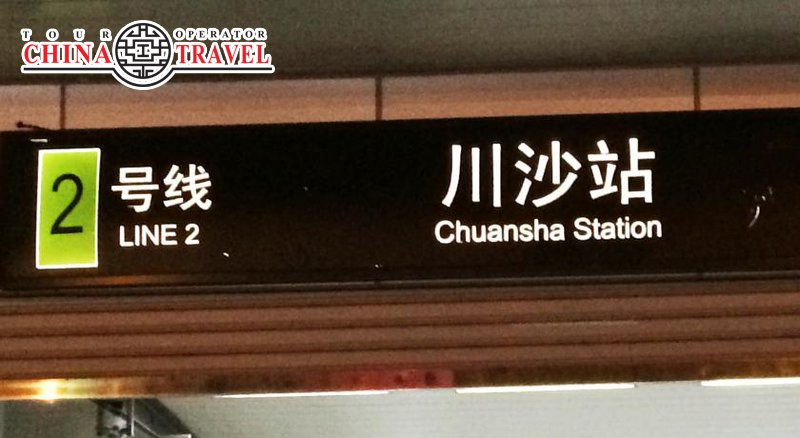 TOUR OPERATOR
CHINA TRAVEL
2 号线
LINE 2
川沙站
Chuansha Station